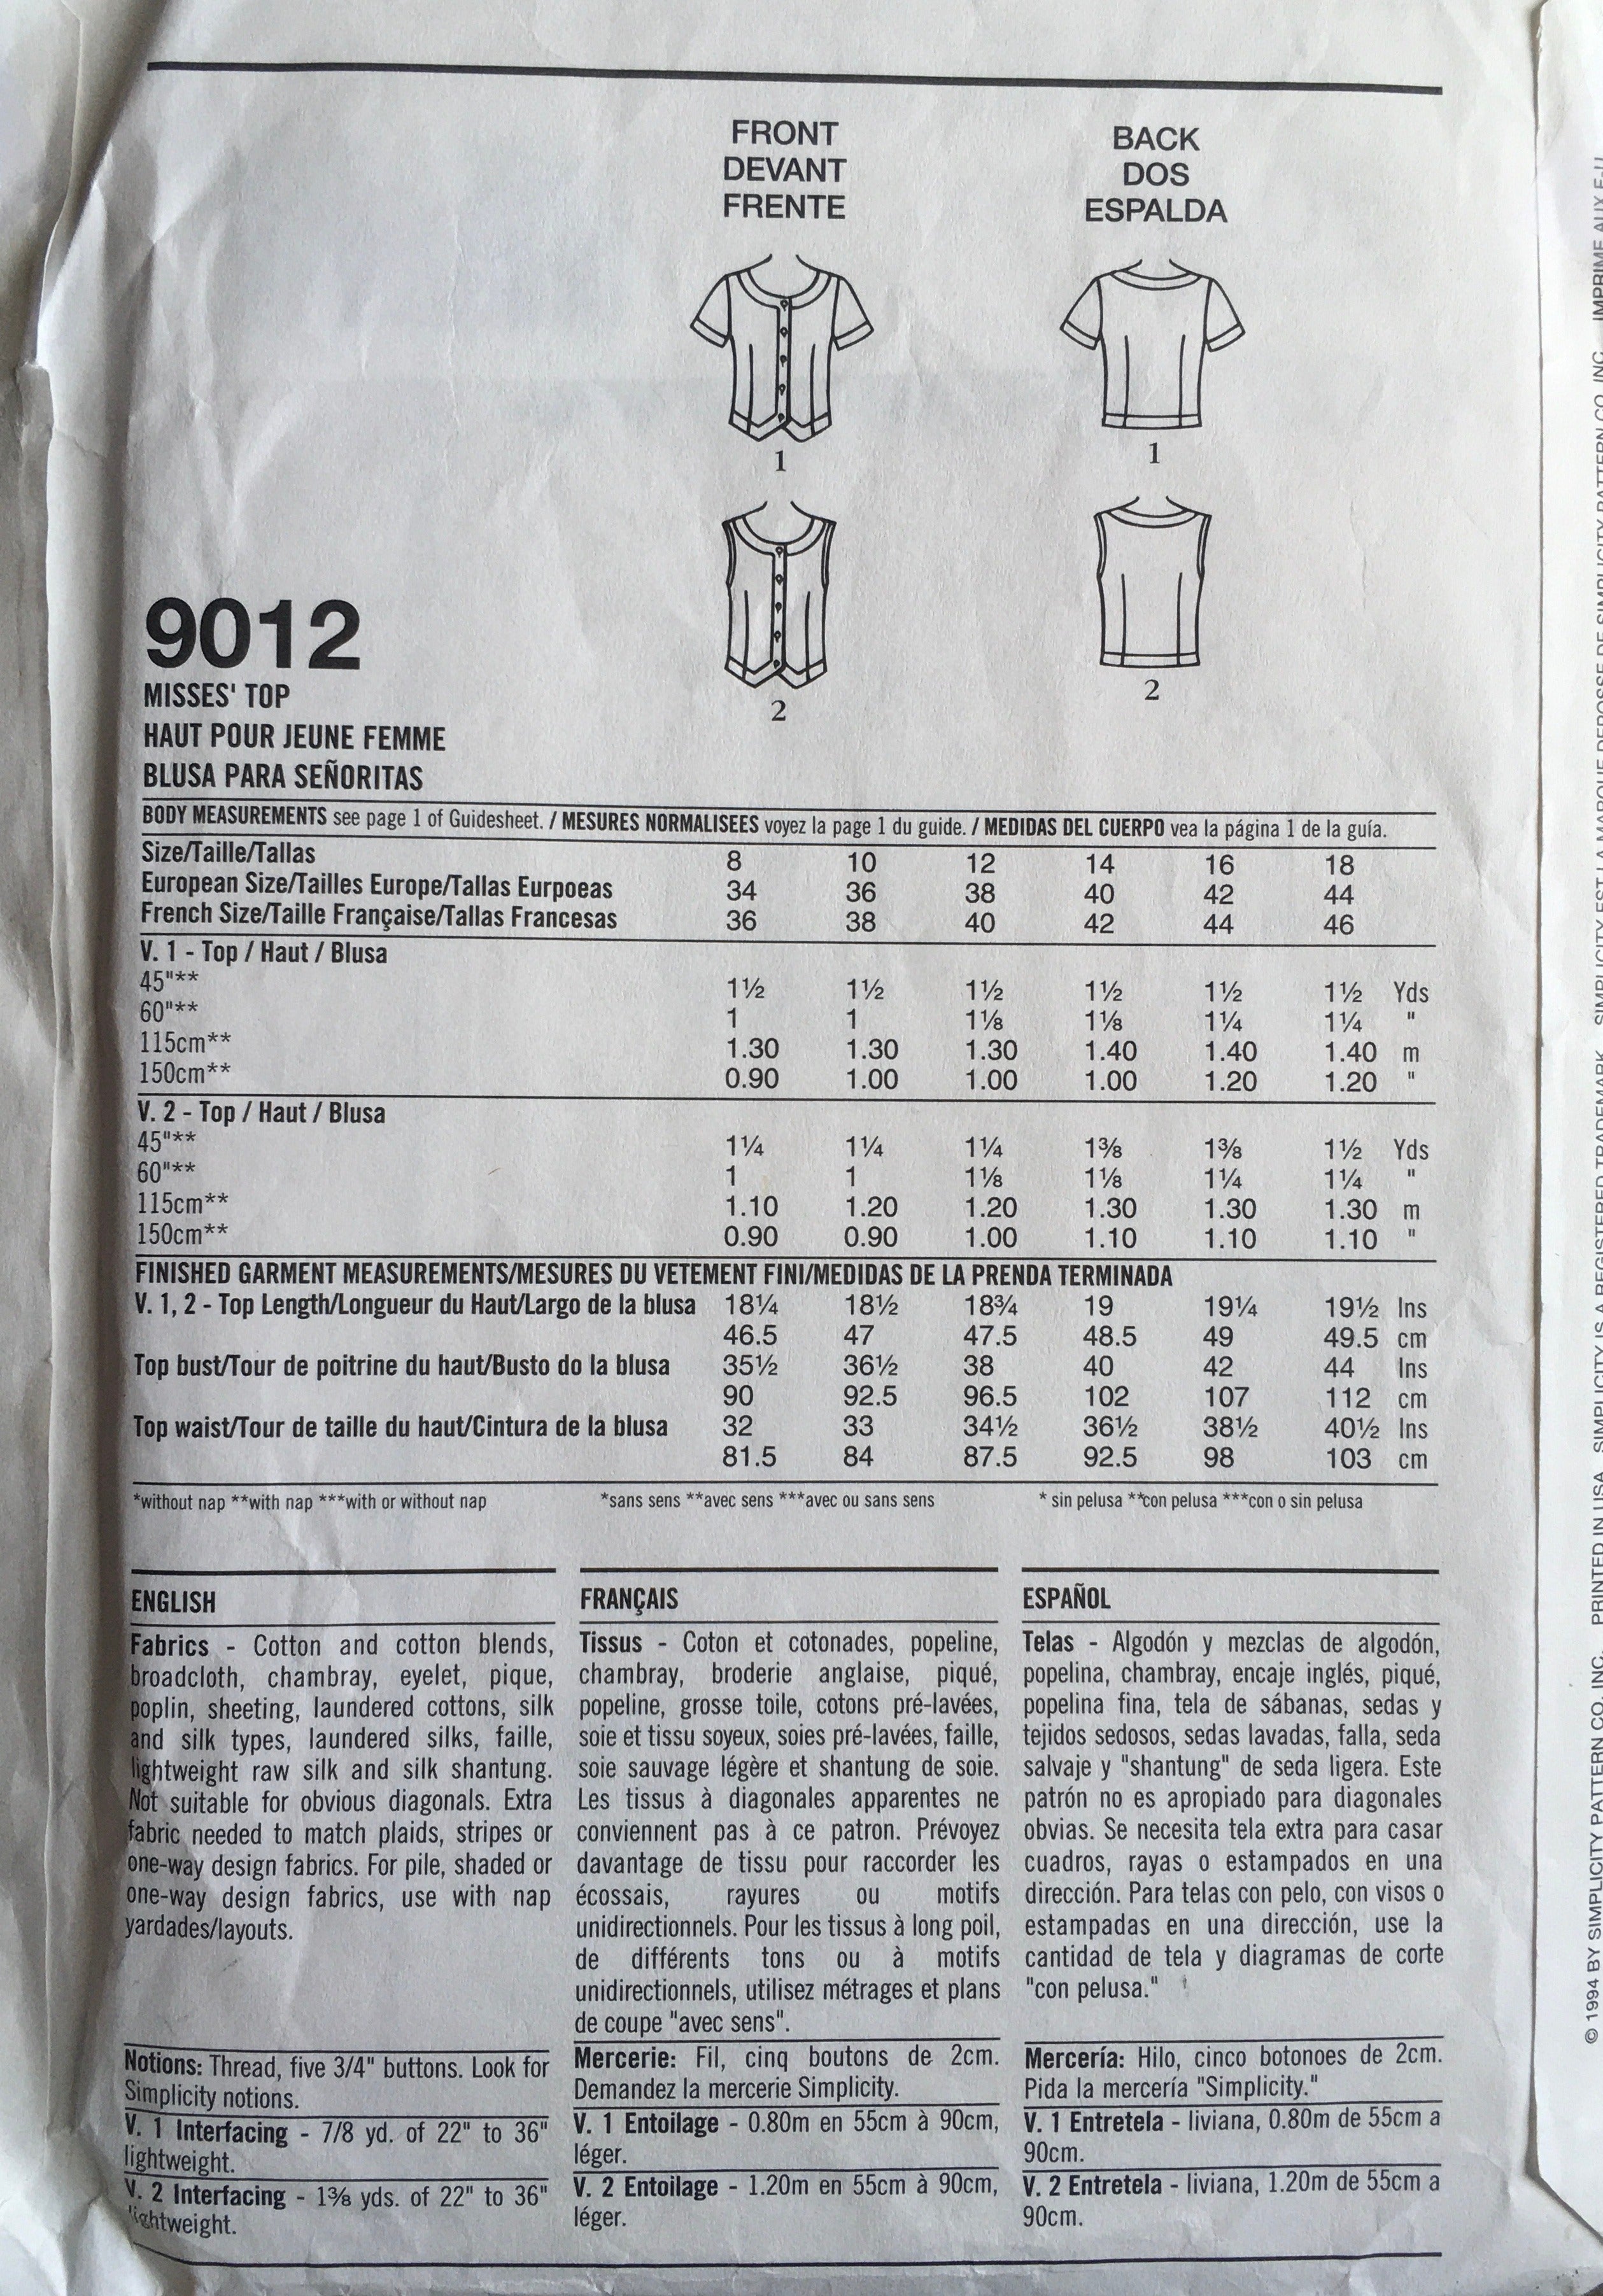 FRONT
DEVANT
FRENTE
BACK
DOS
ESPALDA
1
1
2
2
9012
MISSES' TOP
HAUT POUR JEUNE FEMME
BLUSA PARA SEÑORITAS
BODY MEASUREMENTS see page 1 of Guidesheet. / MESURES NORMALISEES voyez la page 1 du guide. / MEDIDAS DEL CUERPO vea la página 1 de la guía.
Size/Taille/Tallas 8 10 12 14 16 18
European Size/Tailles Europe/Tallas Eurpoeas 34 36 38 40 42 44
French Size/Taille Française/Tallas Francesas 36 38 40 42 44 46
V. 1 - Top / Haut / Blusa
45"** 1½ 1½ 1½ 1½ 1½ 1½ Yds
60"** 1 1 1⅛ 1⅛ 1¼ 1¼ "
115cm** 1.30 1.30 1.30 1.40 1.40 1.40 m
150cm** 0.90 1.00 1.00 1.00 1.20 1.20 "
V. 2 - Top / Haut / Blusa
45"** 1¼ 1¼ 1¼ 1⅜ 1⅜ 1½ Yds
60"** 1 1 1⅛ 1⅛ 1¼ 1¼ "
115cm** 1.10 1.20 1.20 1.30 1.30 1.30 m
150cm** 0.90 0.90 1.00 1.10 1.10 1.10 "
FINISHED GARMENT MEASUREMENTS/MESURES DU VETEMENT FINI/MEDIDAS DE LA PRENDA TERMINADA
V. 1, 2 - Top Length/Longueur du Haut/Largo de la blusa 18¼ 18½ 18¾ 19 19¼ 19½ Ins
46.5 47 47.5 48.5 49 49.5 cm
Top bust/Tour de poitrine du haut/Busto do la blusa 35½ 36½ 38 40 42 44 Ins
90 92.5 96.5 102 107 112 cm
Top waist/Tour de taille du haut/Cintura de la blusa 32 33 34½ 36½ 38½ 40½ Ins
81.5 84 87.5 92.5 98 103 cm
*without nap **with nap ***with or without nap *sans sens **avec sens ***avec ou sans sens * sin pelusa **con pelusa ***con o sin pelusa
ENGLISH
Fabrics - Cotton and cotton blends,
broadcloth, chambray, eyelet, pique,
poplin, sheeting, laundered cottons, silk
and silk types, laundered silks, faille,
lightweight raw silk and silk shantung.
Not suitable for obvious diagonals. Extra
fabric needed to match plaids, stripes or
one-way design fabrics. For pile, shaded or
one-way design fabrics, use with nap
yardades/layouts.
Notions: Thread, five 3/4" buttons. Look for
Simplicity notions.
V. 1 Interfacing - 7/8 yd. of 22" to 36"
lightweight.
V. 2 Interfacing - 1⅜ yds. of 22" to 36"
lightweight.
FRANÇAIS
Tissus - Coton et cotonades, popeline,
chambray, broderie anglaise, piqué,
popeline, grosse toile, cotons pré-lavées,
soie et tissu soyeux, soies pré-lavées, faille,
soie sauvage légère et shantung de soie.
Les tissus à diagonales apparentes ne
conviennent pas à ce patron. Prévoyez
davantage de tissu pour raccorder les
écossais, rayures ou motifs
unidirectionnels. Pour les tissus à long poil,
de différents tons ou à motifs
unidirectionnels, utilisez métrages et plans
de coupe "avec sens".
Mercerie: Fil, cinq boutons de 2cm.
Demandez la mercerie Simplicity.
V. 1 Entoilage - 0.80m en 55cm à 90cm,
léger.
V. 2 Entoilage - 1.20m en 55cm à 90cm,
léger.
ESPAÑOL
Telas - Algodón y mezclas de algodón,
popelina, chambray, encaje inglés, piqué,
popelina fina, tela de sábanas, sedas y
tejidos sedosos, sedas lavadas, falla, seda
salvaje y "shantung" de seda ligera. Este
patrón no es apropiado para diagonales
obvias. Se necesita tela extra para casar
cuadros, rayas o estampados en una
dirección. Para telas con pelo, con visos o
estampadas en una dirección, use la
cantidad de tela y diagramas de corte
"con pelusa."
Mercería: Hilo, cinco botonoes de 2cm.
Pida la mercería "Simplicity."
V. 1 Entretela - liviana, 0.80m de 55cm a
90cm.
V. 2 Entretela - liviana, 1.20m de 55cm a
90cm.
© 1994 BY SIMPLICITY PATTERN CO. INC. PRINTED IN USA SIMPLICITY IS A REGISTERED TRADEMARK SIMPLICITY EST LA MARQUE DEPOSSE DE SIMPLICITY PATTERN CO. INC. IMPRIME AUX E-U